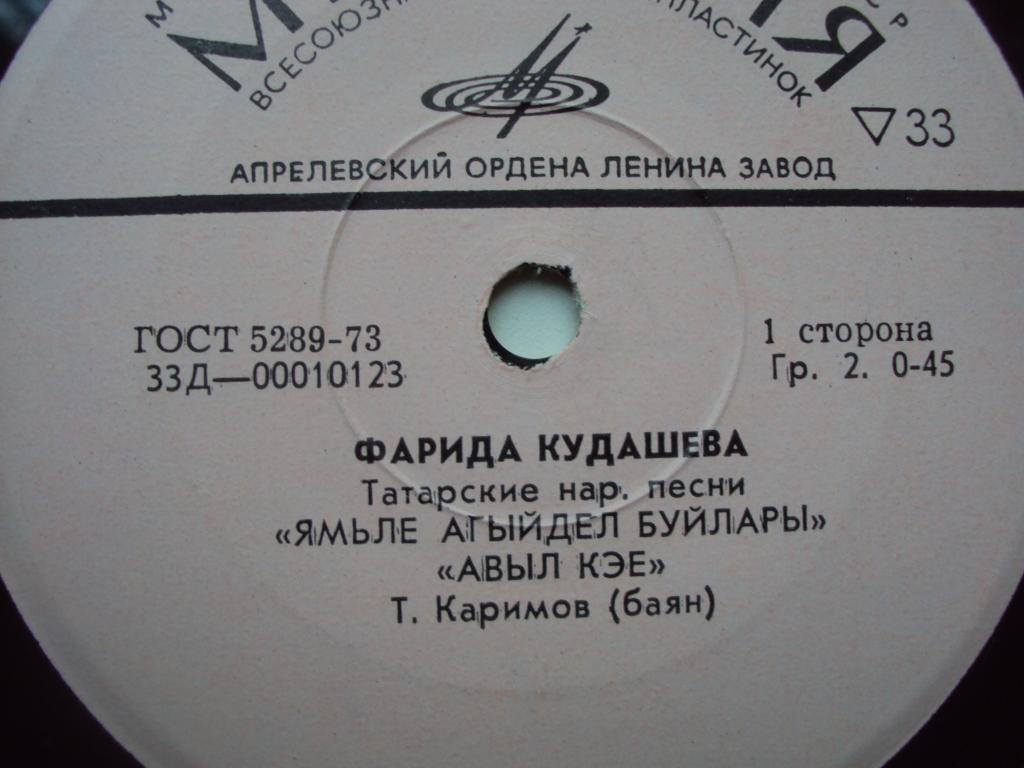 ВСЕСОЮЗН
ПЛАСТИНОК
▽33
АПРЕЛЕВСКИЙ ОРДЕНА ЛЕНИНА ЗАВОД
ГОСТ 5289-73
33Д—00010123
1 сторона
Гр. 2. 0-45
ФАРИДА КУДАШЕВА
Татарские нар. песни
«ЯМЬЛЕ АГЫЙДЕЛ БУЙЛАРЫ»
«АВЫЛ КЭЕ»
Т. Каримов (баян)